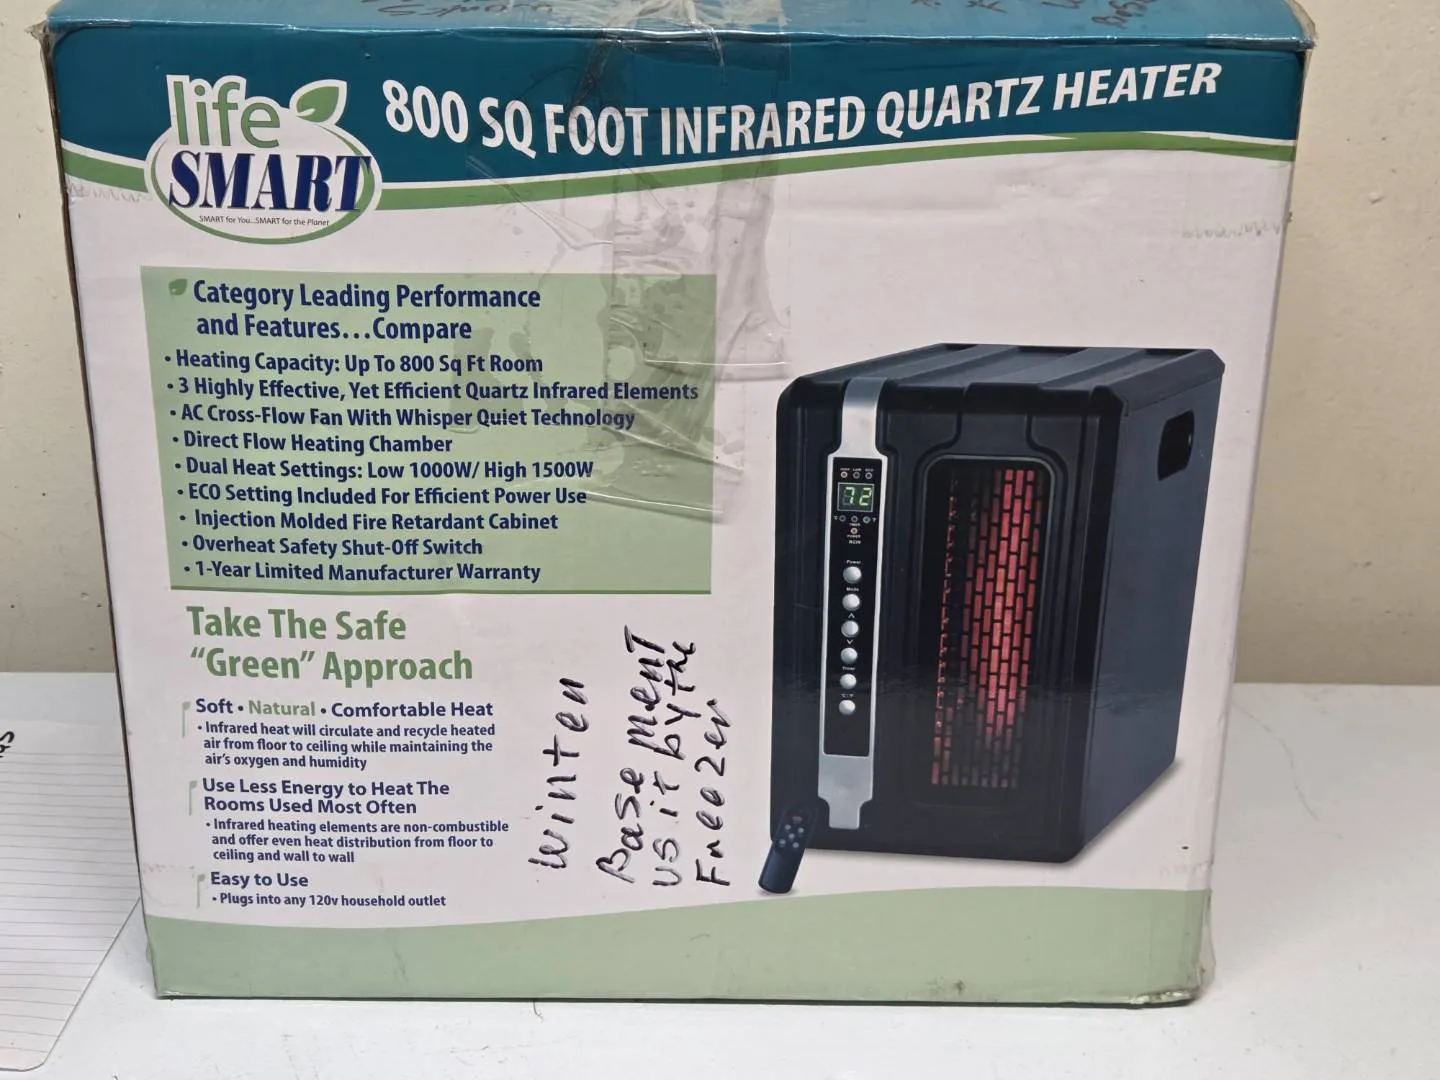 life
SMART
SMART for You...SMART for the Planet
800 SQ FOOT INFRARED QUARTZ HEATER
Category Leading Performance
and Features...Compare
• Heating Capacity: Up To 800 Sq Ft Room
• 3 Highly Effective, Yet Efficient Quartz Infrared Elements
• AC Cross-Flow Fan With Whisper Quiet Technology
• Direct Flow Heating Chamber
• Dual Heat Settings: Low 1000W/ High 1500W
• ECO Setting Included For Efficient Power Use
• Injection Molded Fire Retardant Cabinet
• Overheat Safety Shut-Off Switch
• 1-Year Limited Manufacturer Warranty
Take The Safe
"Green" Approach
Soft • Natural • Comfortable Heat
• Infrared heat will circulate and recycle heated
air from floor to ceiling while maintaining the
air's oxygen and humidity
Use Less Energy to Heat The
Rooms Used Most Often
• Infrared heating elements are non-combustible
and offer even heat distribution from floor to
ceiling and wall to wall
Easy to Use
• Plugs into any 120v household outlet
Winter
Basement
us it by the
Freezer
72
Power
Mode
Timer